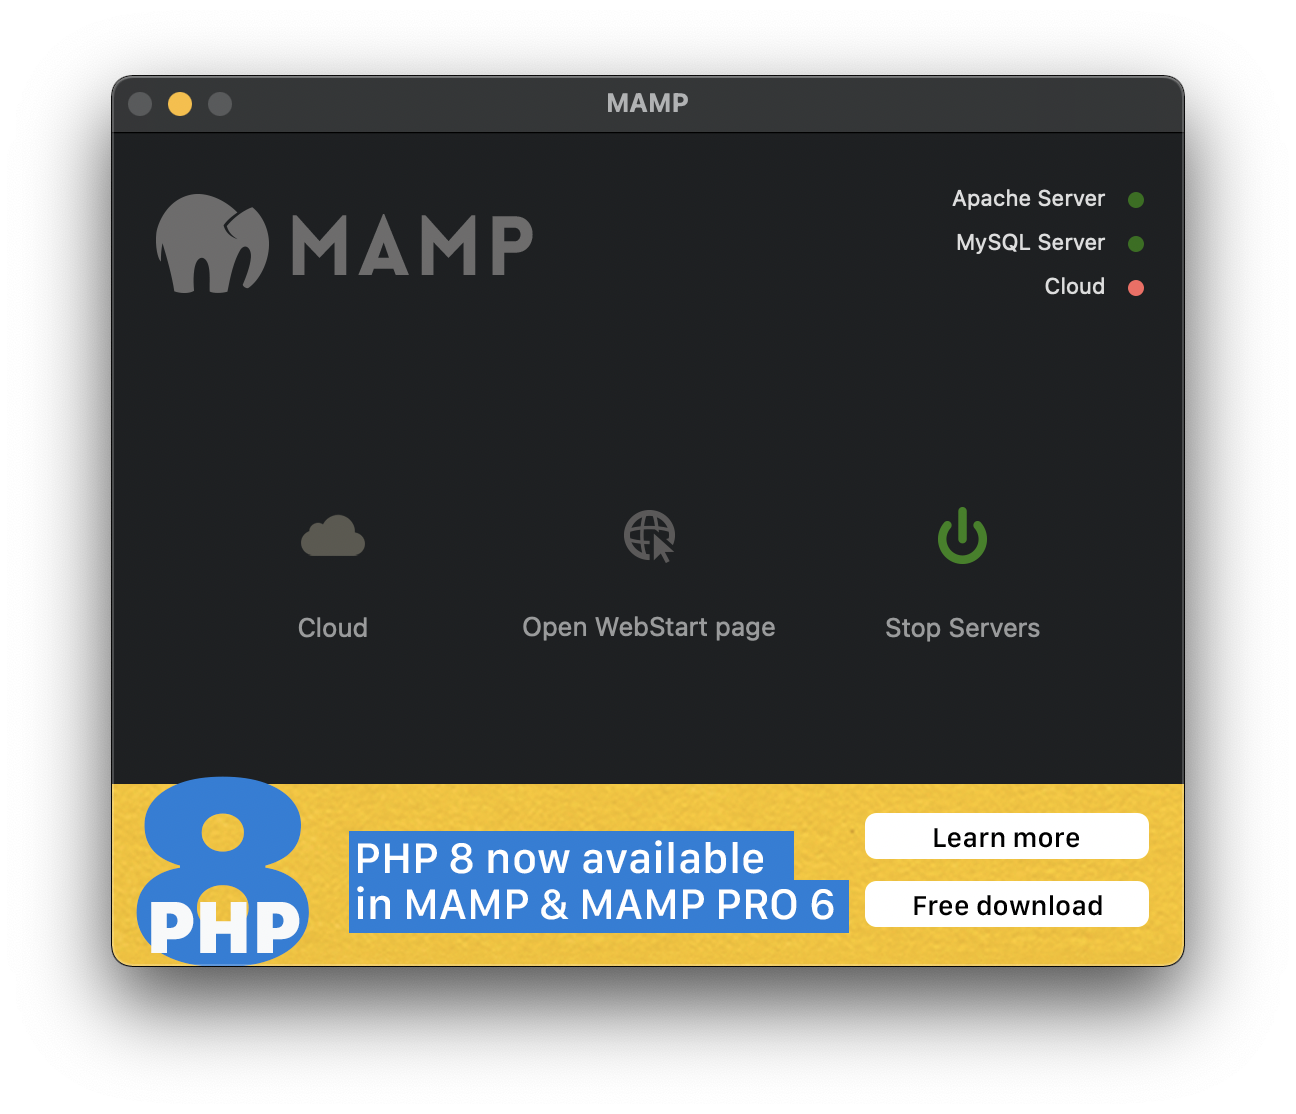 MAMP
MAMP
Apache Server
MySQL Server
Cloud
Cloud
Open WebStart page
Stop Servers
8
PHP
PHP 8 now available
in MAMP & MAMP PRO 6
Learn more
Free download